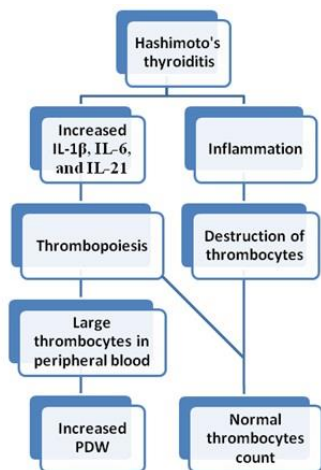 Hashimoto's
thyroiditis
Increased
IL-1β, IL-6,
and IL-21
Inflammation
Thrombopoiesis
Destruction of
thrombocytes
Large
thrombocytes in
peripheral blood
Increased
PDW
Normal
thrombocytes
count